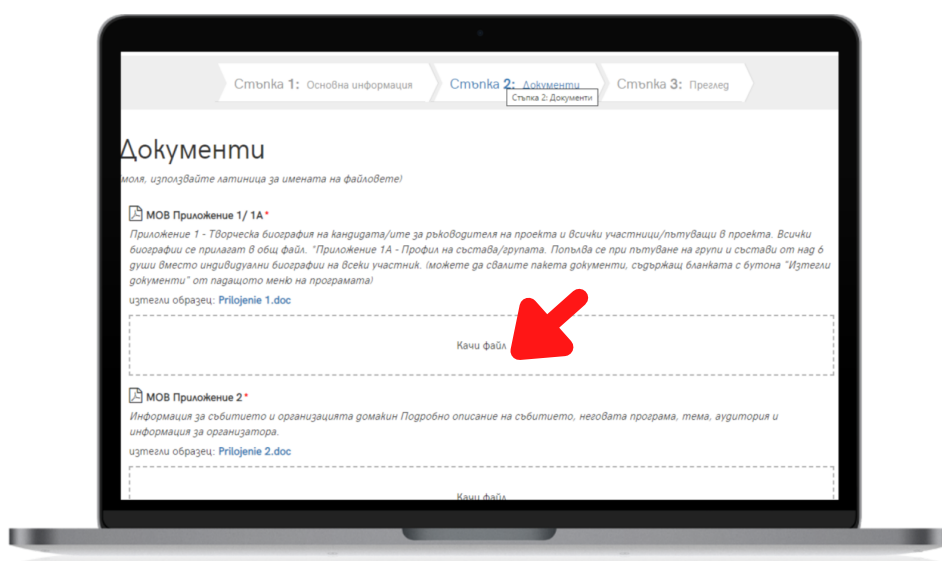 Стъпка 1: Основна информация
Стъпка 2: Документи
Стъпка 3: Преглед
Стъпка 2: Документи
Документи
моля, използвайте латиница за имената на файловете)
МОВ Приложение 1/ 1А *
Приложение 1 - Творческа биография на кандидата/ите за ръководителя на проекта и всички участници/пътуващи в проекта. Всички
биографии се прилагат в общ файл. *Приложение 1А - Профил на състава/групата. Попълва се при пътуване на групи и състави от над 6
души вместо индивидуални биографии на всеки участник. (можете да свалите пакета документи, съдържащ бланката с бутона "Изтегли
документи" от падащото меню на програмата)
изтегли образец: Prilojenie 1.doc
Качи файл
МОВ Приложение 2 *
Информация за събитието и организацията домакин Подробно описание на събитието, неговата програма, тема, аудитория и
информация за организатора.
изтегли образец: Prilojenie 2.doc
Качи файл